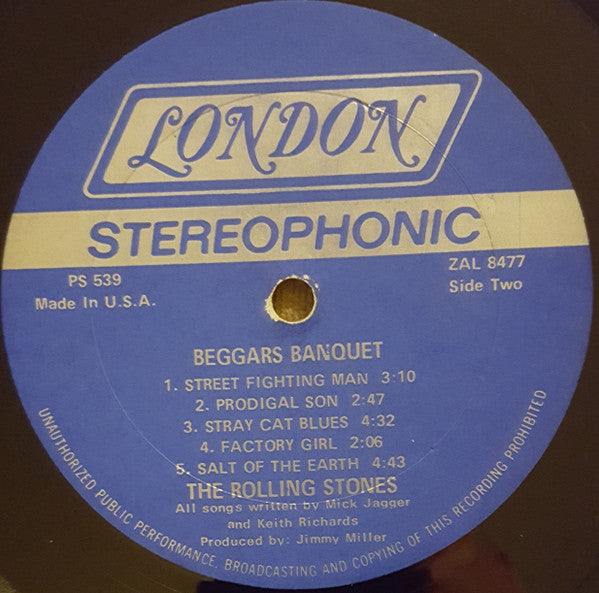 LONDON
STEREOPHONIC
PS 539
Made In U.S.A.
ZAL 8477
Side Two
BEGGARS BANQUET
1. STREET FIGHTING MAN 3:10
2. PRODIGAL SON 2:47
3. STRAY CAT BLUES 4:32
4. FACTORY GIRL 2:06
5. SALT OF THE EARTH 4:43
THE ROLLING STONES
All songs written by Mick Jagger
and Keith Richards
Produced by: Jimmy Miller
UNAUTHORIZED PUBLIC PERFORMANCE, BROADCASTING AND COPYING OF THIS RECORDING PROHIBITED